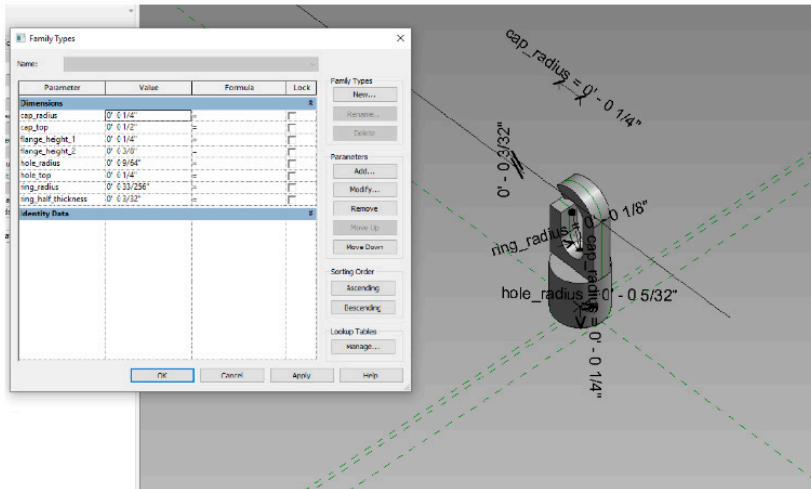 Family Types
Name:
Parameter Value Formula Lock
Dimensions
cap_radius 0' 0 1/4" =
cap_top 0' 0 1/2" =
flange_height_1 0' 0 1/4" =
flange_height_2 0' 0 3/8" =
hole_radius 0' 0 9/64" =
hole_top 0' 0 1/4" =
ring_radius 0' 0 33/256" =
ring_half_thickness 0' 0 3/32" =
Identity Data
Family Types
New...
Rename...
Delete
Parameters
Add...
Modify...
Remove
Move Up
Move Down
Sorting Order
Ascending
Descending
Lookup Tables
Manage...
OK Cancel Apply Help
cap_radius = 0' - 0 1/4"
0' - 0 3/32"
ring_radius = 0' - 0 1/8"
cap_radius = 0' - 0 1/4"
hole_radius = 0' - 0 5/32"